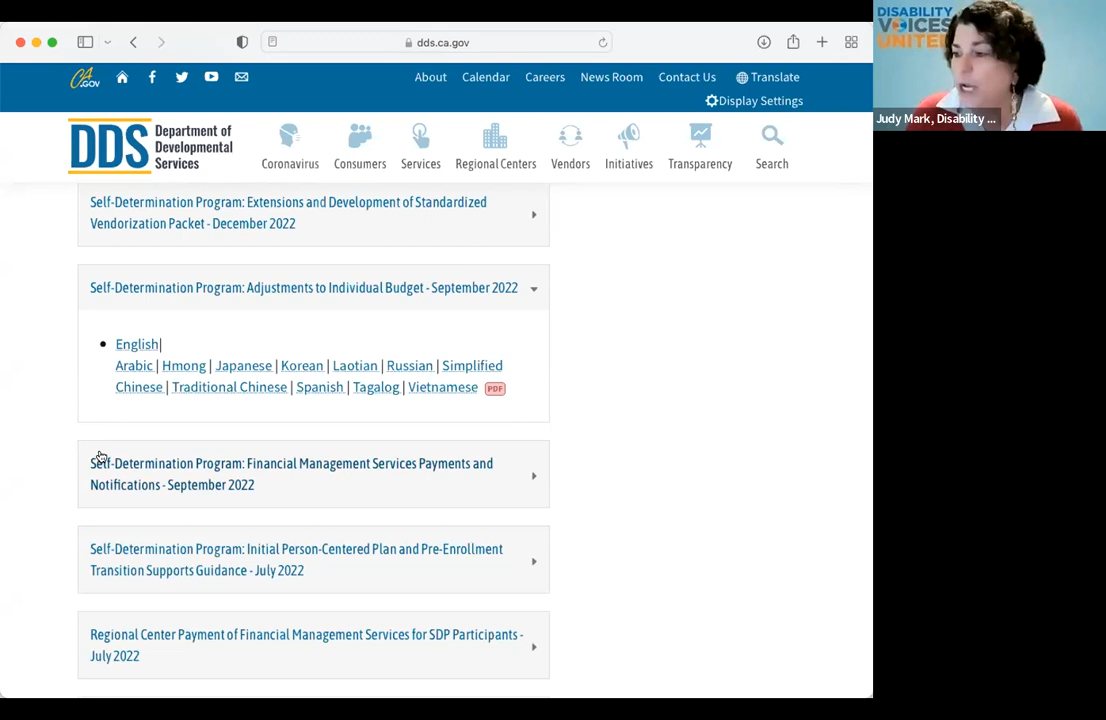 dds.ca.gov
DISABILITY
VOICES
UNITE
Judy Mark, Disability ...
CA
.GOV
About
Calendar
Careers
News Room
Contact Us
Translate
Display Settings
DDS
Department of
Developmental
Services
Coronavirus
Consumers
Services
Regional Centers
Vendors
Initiatives
Transparency
Search
Self-Determination Program: Extensions and Development of Standardized
Vendorization Packet - December 2022
Self-Determination Program: Adjustments to Individual Budget - September 2022
English|
Arabic | Hmong | Japanese | Korean | Laotian | Russian | Simplified
Chinese | Traditional Chinese | Spanish | Tagalog | Vietnamese PDF
Self-Determination Program: Financial Management Services Payments and
Notifications - September 2022
Self-Determination Program: Initial Person-Centered Plan and Pre-Enrollment
Transition Supports Guidance - July 2022
Regional Center Payment of Financial Management Services for SDP Participants -
July 2022